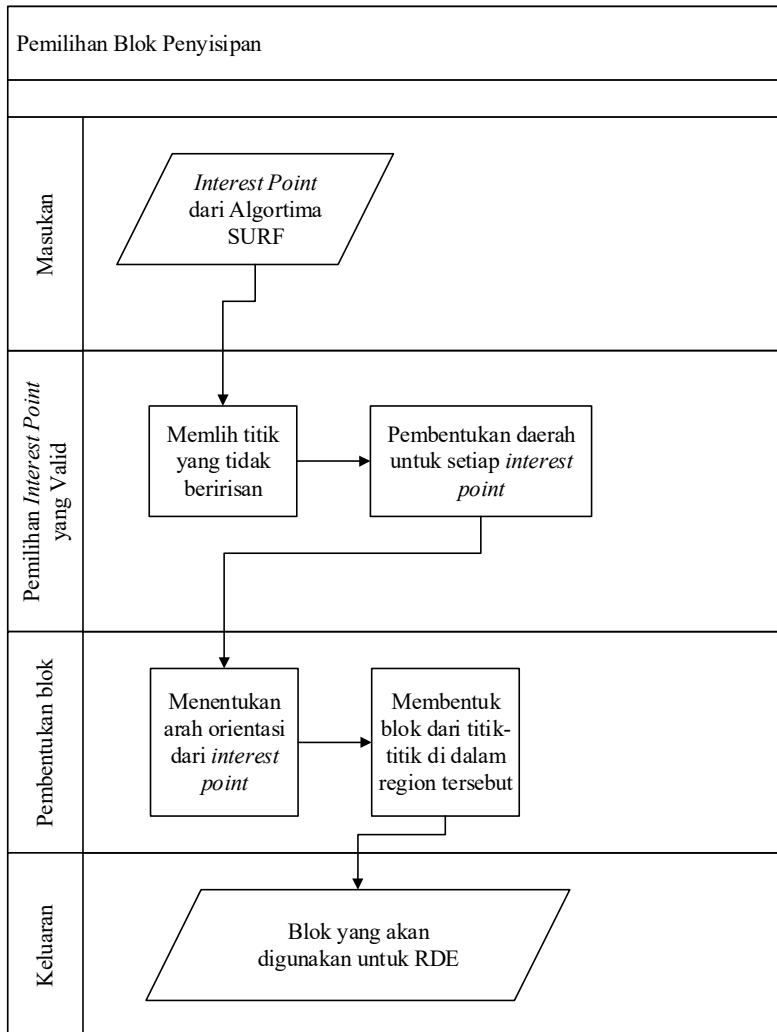 Pemilihan Blok Penyisipan
Masukan
Interest Point
dari Algortima
SURF
Pemilihan Interest Point
yang Valid
Memlih titik
yang tidak
beririsan
Pembentukan daerah
untuk setiap interest
point
Pembentukan blok
Menentukan
arah orientasi
dari interest
point
Membentuk
blok dari titik-
titik di dalam
region tersebut
Keluaran
Blok yang akan
digunakan untuk RDE